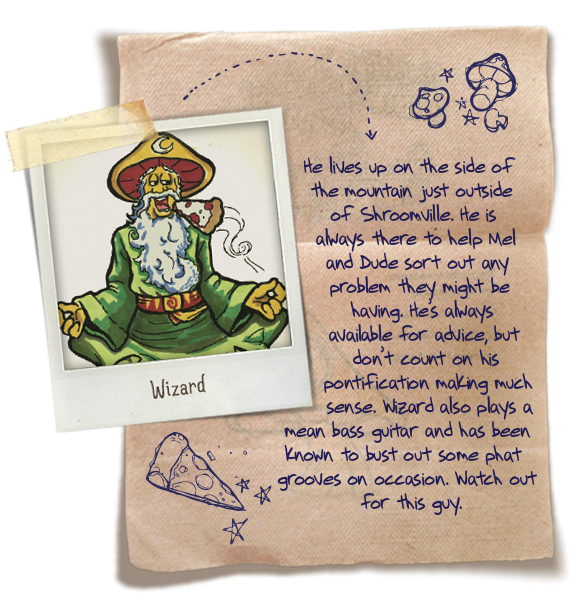 He lives up on the side of
the mountain just outside
of Shroomville. He is
always there to help Mel
and Dude sort out any
problem they might be
having. He's always
available for advice, but
don't count on his
pontification making much
sense. Wizard also plays a
mean bass guitar and has been
known to bust out some phat
grooves on occasion. Watch out
for this guy.
Wizard